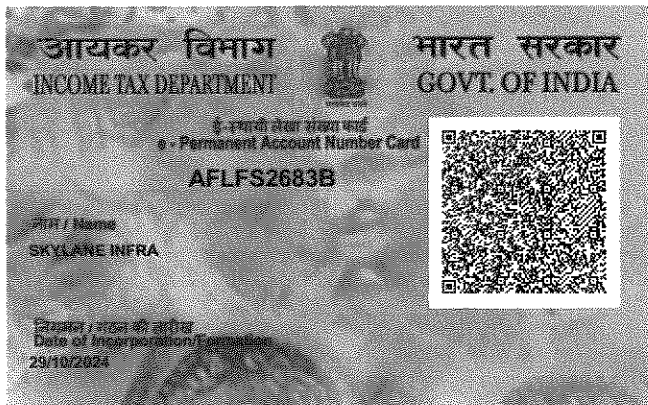 आयकर विभाग
भारत सरकार
INCOME TAX DEPARTMENT
GOVT. OF INDIA
ई-स्थायी लेखा संख्या कार्ड
e - Permanent Account Number Card
AFLFS2683B
नाम / Name
SKYLANE INFRA
निगमन / गठन की तारीख
Date of Incorporation/Formation
29/10/2024